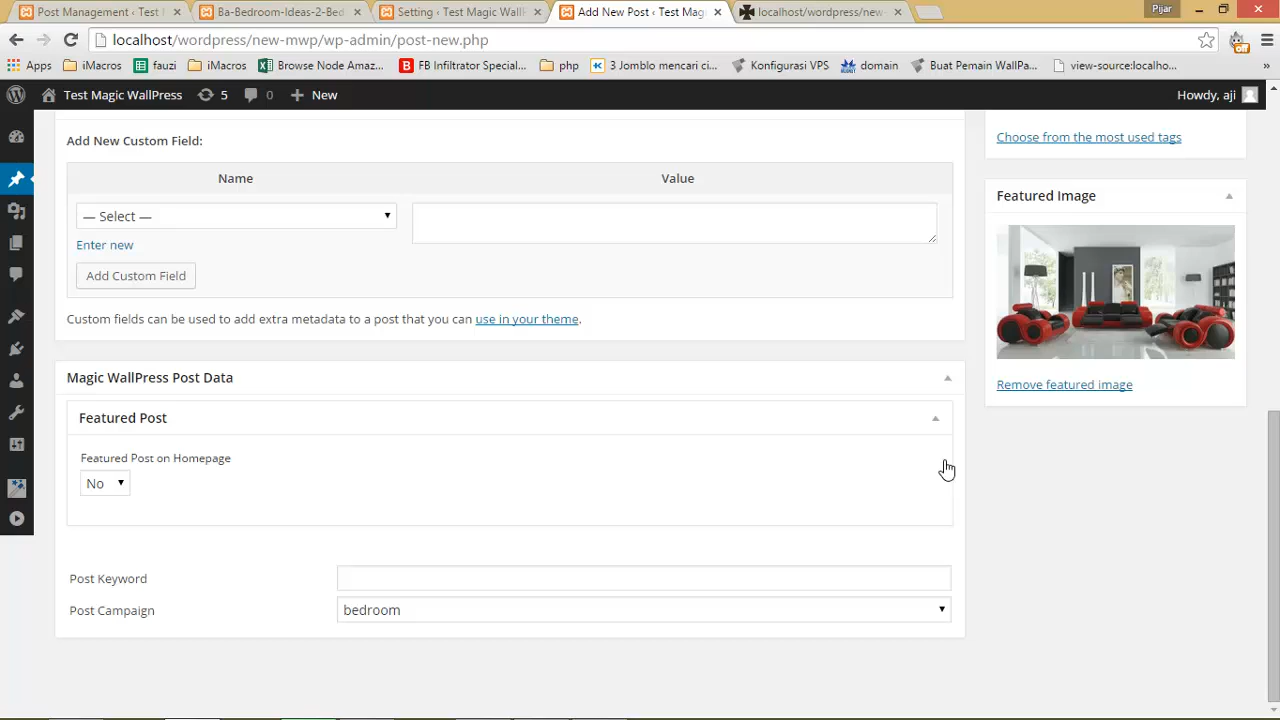 Post Management ‹ Test M
Ba-Bedroom-Ideas-2-Bed
Setting ‹ Test Magic WallP
Add New Post ‹ Test Mag
localhost/wordpress/new-
Pijar
localhost/wordpress/new-mwp/wp-admin/post-new.php
off
Apps
iMacros
fauzi
iMacros
Browse Node Amaz...
FB Infiltrator Special...
php
3 Jomblo mencari ci...
Konfigurasi VPS
domain
Buat Pemain WallPa...
view-source:localho...
»
Test Magic WallPress
5
0
New
Howdy, aji
Add New Custom Field:
Choose from the most used tags
Name
Value
Featured Image
— Select —
Enter new
Add Custom Field
Custom fields can be used to add extra metadata to a post that you can use in your theme.
Remove featured image
Magic WallPress Post Data
Featured Post
Featured Post on Homepage
No
Post Keyword
Post Campaign
bedroom